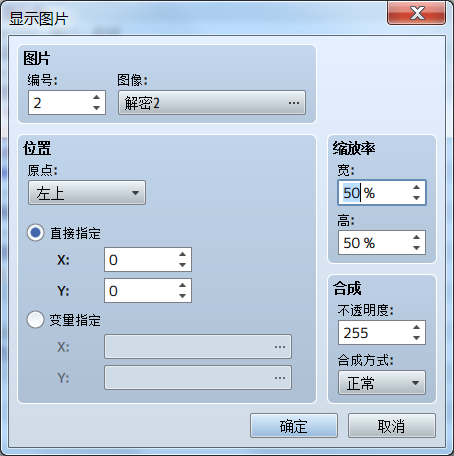 显示图片
图片
编号:
图像:
2
解密2
...
位置
原点:
左上
直接指定
X:
0
Y:
0
变量指定
X:
...
Y:
...
缩放率
宽:
50 %
高:
50 %
合成
不透明度:
255
合成方式:
正常
确定
取消